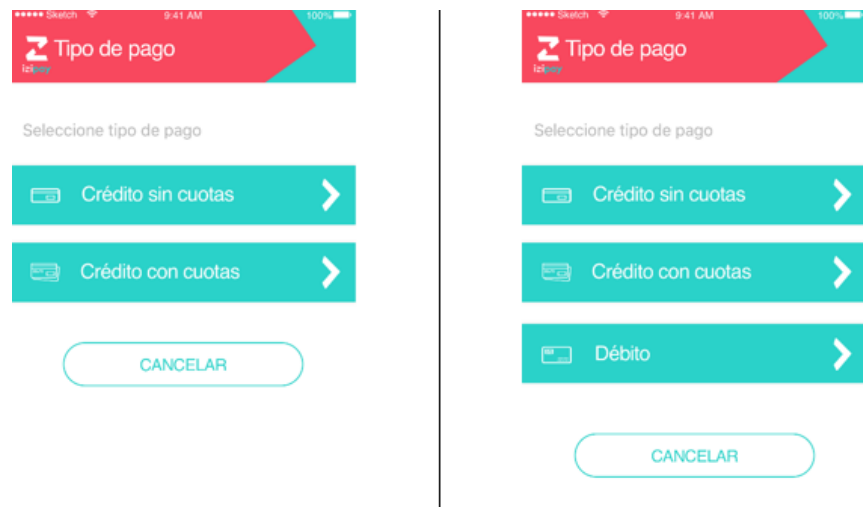 Sketch 9:41 AM 100%
Tipo de pago
izipay
Seleccione tipo de pago
Crédito sin cuotas
Crédito con cuotas
CANCELAR
Sketch 9:41 AM 100%
Tipo de pago
izipay
Seleccione tipo de pago
Crédito sin cuotas
Crédito con cuotas
Débito
CANCELAR